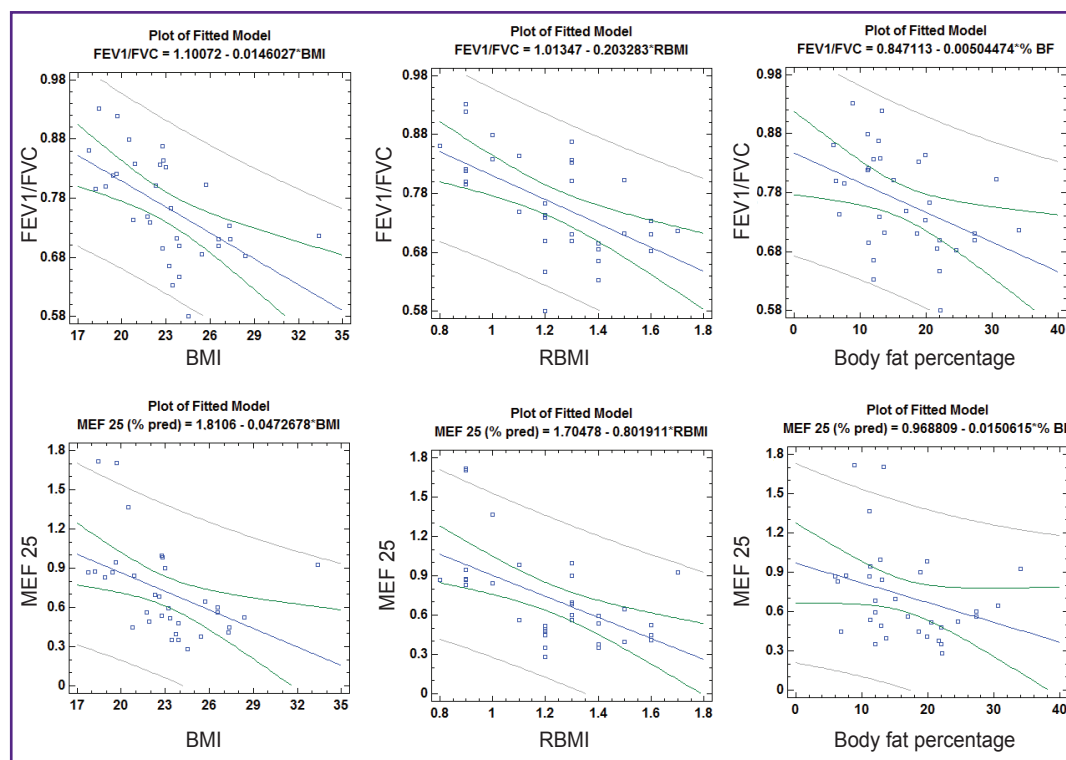 Plot of Fitted Model
FEV1/FVC = 1.10072 - 0.0146027*BMI
0.98
0.88
0.78
0.68
0.58
FEV1/FVC
17 20 23 26 29 32 35
BMI
Plot of Fitted Model
FEV1/FVC = 1.01347 - 0.203283*RBMI
0.98
0.88
0.78
0.68
0.58
FEV1/FVC
0.8 1 1.2 1.4 1.6 1.8
RBMI
Plot of Fitted Model
FEV1/FVC = 0.847113 - 0.00504474*% BF
0.98
0.88
0.78
0.68
0.58
FEV1/FVC
0 10 20 30 40
Body fat percentage
Plot of Fitted Model
MEF 25 (% pred) = 1.8106 - 0.0472678*BMI
1.8
1.5
1.2
0.9
0.6
0.3
0
MEF 25
17 20 23 26 29 32 35
BMI
Plot of Fitted Model
MEF 25 (% pred) = 1.70478 - 0.801911*RBMI
1.8
1.5
1.2
0.9
0.6
0.3
0
MEF 25
0.8 1 1.2 1.4 1.6 1.8
RBMI
Plot of Fitted Model
MEF 25 (% pred) = 0.968809 - 0.0150615*% BF
1.8
1.5
1.2
0.9
0.6
0.3
0
MEF 25
0 10 20 30 40
Body fat percentage